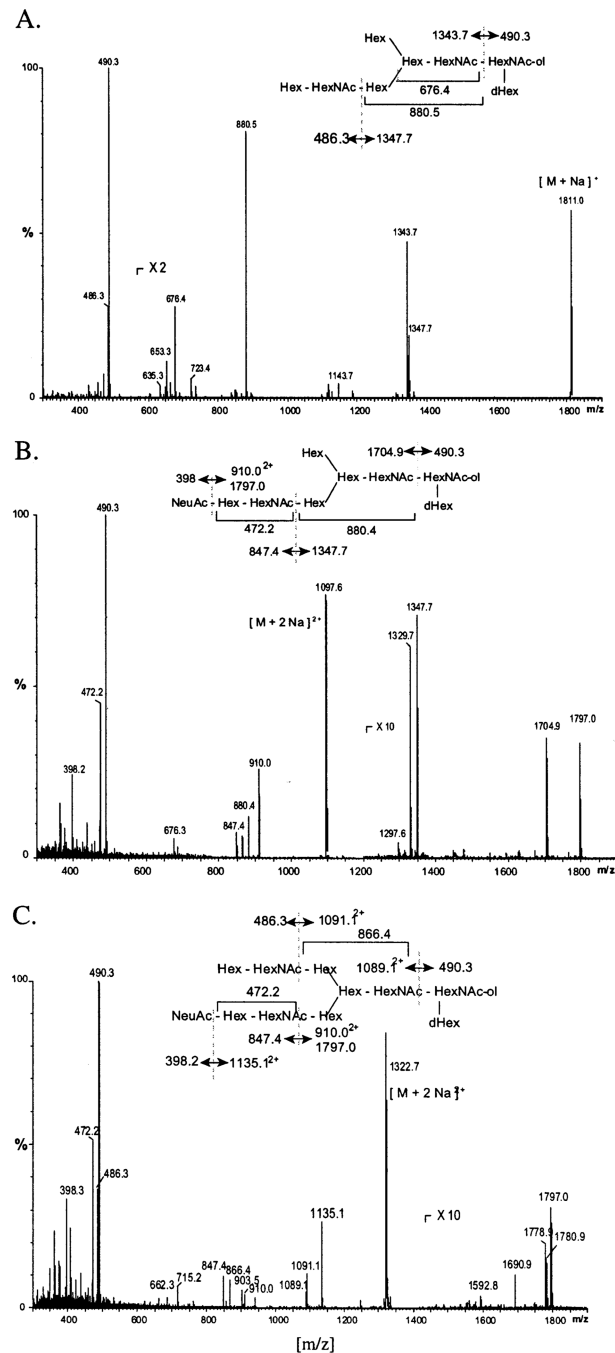 A.
1343.7 490.3
Hex
Hex - HexNAc - HexNAc-ol
dHex
Hex - HexNAc - Hex
676.4
880.5
486.3 1347.7
100
490.3
880.5
[ M + Na] +
1811.0
%
┌ X 2
1343.7
1347.7
486.3
676.4
653.3
635.3
723.4
1143.7
0
400 600 800 1000 1200 1400 1600 1800 m/z
B.
1704.9 490.3
398 910.0 2+
1797.0
Hex
Hex - HexNAc - HexNAc-ol
dHex
NeuAc - Hex - HexNAc - Hex
472.2 880.4
847.4 1347.7
100
490.3
[ M + 2 Na] 2+
1097.6
1347.7
1329.7
%
┌ X 10
472.2
398.2
676.3
847.4
880.4
910.0
1297.6
1704.9
1797.0
0
400 600 800 1000 1200 1400 1600 1800 m/z
C.
486.3 1091.1 2+
866.4
1089.1 2+ 490.3
Hex - HexNAc - Hex
472.2
Hex - HexNAc - HexNAc-ol
dHex
NeuAc - Hex - HexNAc - Hex
847.4 910.0 2+
1797.0
398.2 1135.1 2+
100
490.3
1322.7
[ M + 2 Na]
%
472.2
486.3
398.3
┌ X 10
662.3
715.2
847.4
866.4
903.5
910.0
1089.1
1091.1
1135.1
1592.8
1690.9
1778.9
1780.9
1797.0
0
400 600 800 1000 1200 1400 1600 1800 m/z
[m/z]